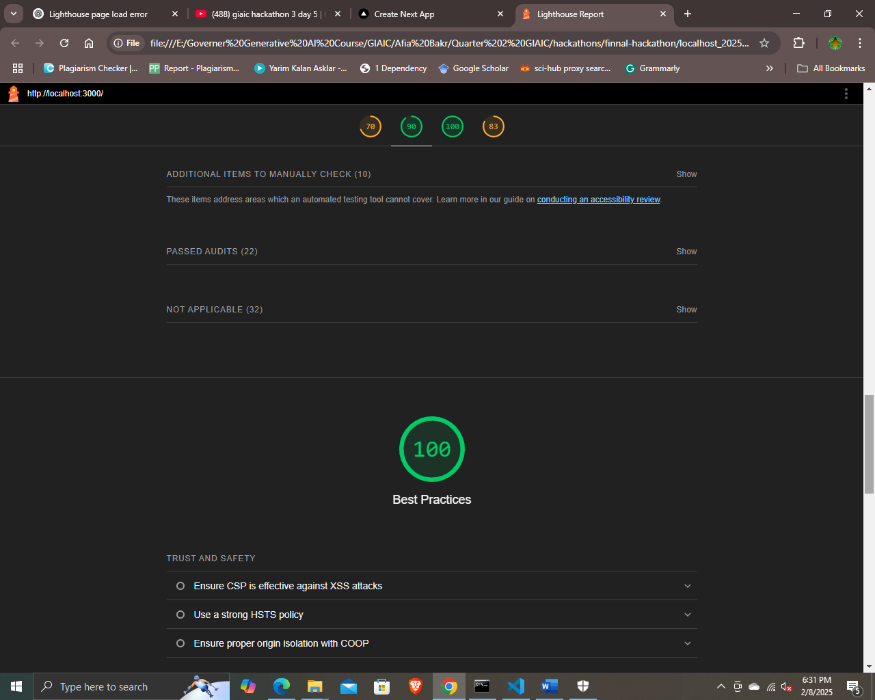 Lighthouse page load error
(488) giaic hackathon 3 day 5 |
Create Next App
Lighthouse Report
File file:///E:/Governer%20Generative%20AI%20Course/GIAIC/Afia%20Bakr/Quarter%202%20GIAIC/hackathons/finnal-hackathon/localhost_2025...
Plagiarism Checker |... Report - Plagiarism... Yarim Kalan Asklar -... 1 Dependency Google Scholar sci-hub proxy searc... Grammarly » All Bookmarks
http://localhost:3000/
70 90 100 83
ADDITIONAL ITEMS TO MANUALLY CHECK (10) Show
These items address areas which an automated testing tool cannot cover. Learn more in our guide on conducting an accessibility review.
PASSED AUDITS (22) Show
NOT APPLICABLE (32) Show
100
Best Practices
TRUST AND SAFETY
Ensure CSP is effective against XSS attacks
Use a strong HSTS policy
Ensure proper origin isolation with COOP
Type here to search
6:31 PM
2/8/2025
5